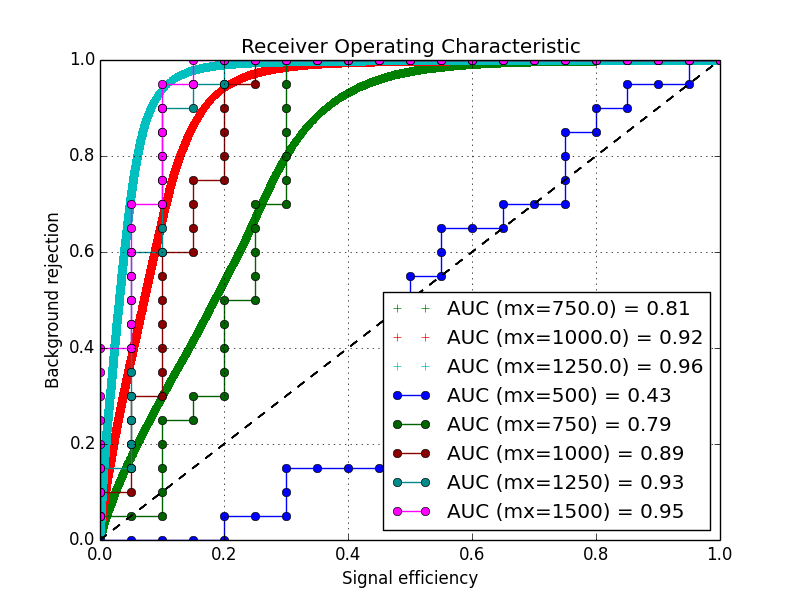 Receiver Operating Characteristic
Background rejection
1.0
0.8
0.6
0.4
0.2
0.0
AUC (mx=750.0) = 0.81
AUC (mx=1000.0) = 0.92
AUC (mx=1250.0) = 0.96
AUC (mx=500) = 0.43
AUC (mx=750) = 0.79
AUC (mx=1000) = 0.89
AUC (mx=1250) = 0.93
AUC (mx=1500) = 0.95
0.0 0.2 0.4 0.6 0.8 1.0
Signal efficiency